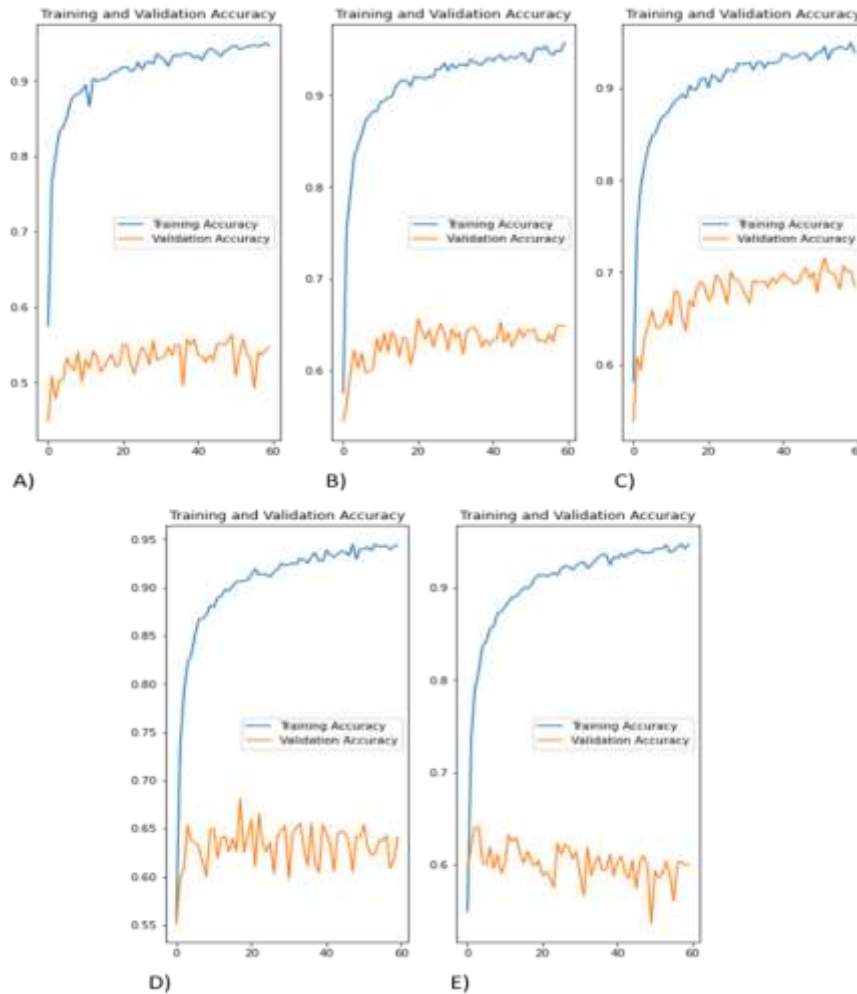 Training and Validation Accuracy
0.9
0.8
0.7
0.6
0.5
Training Accuracy
Validation Accuracy
0
20
40
60
A)
Training and Validation Accuracy
0.9
0.8
0.7
0.6
Training Accuracy
Validation Accuracy
0
20
40
60
B)
Training and Validation Accuracy
0.9
0.8
0.7
0.6
Training Accuracy
Validation Accuracy
0
20
40
60
C)
Training and Validation Accuracy
0.95
0.90
0.85
0.80
0.75
0.70
0.65
0.60
0.55
Training Accuracy
Validation Accuracy
0
20
40
60
D)
Training and Validation Accuracy
0.9
0.8
0.7
0.6
Training Accuracy
Validation Accuracy
0
20
40
60
E)